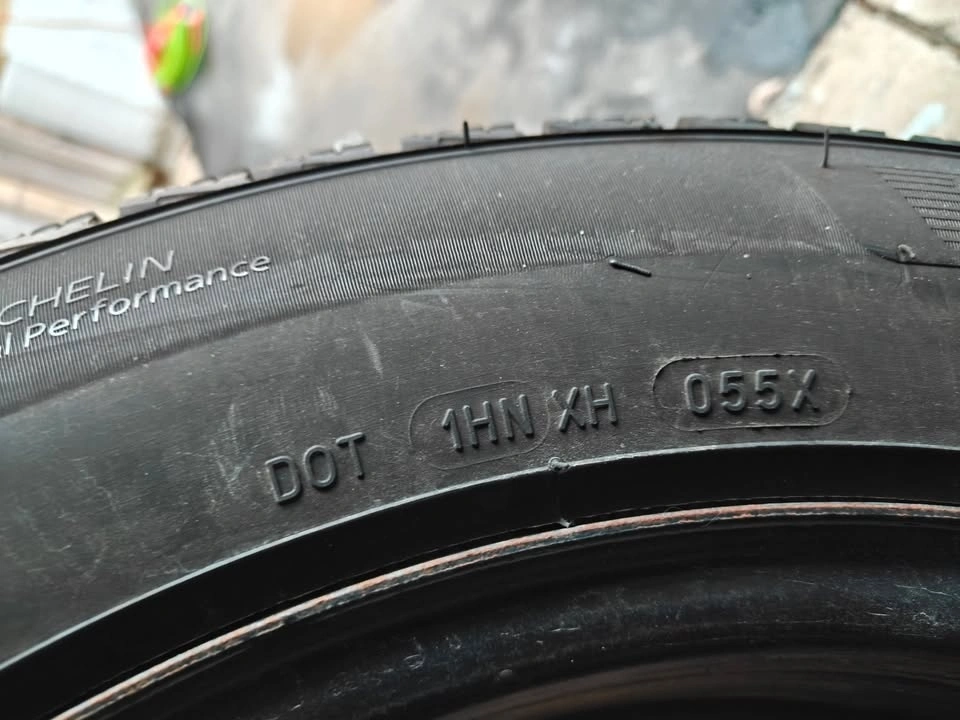 CHELIN
l Performance
DOT 1HN XH 055X